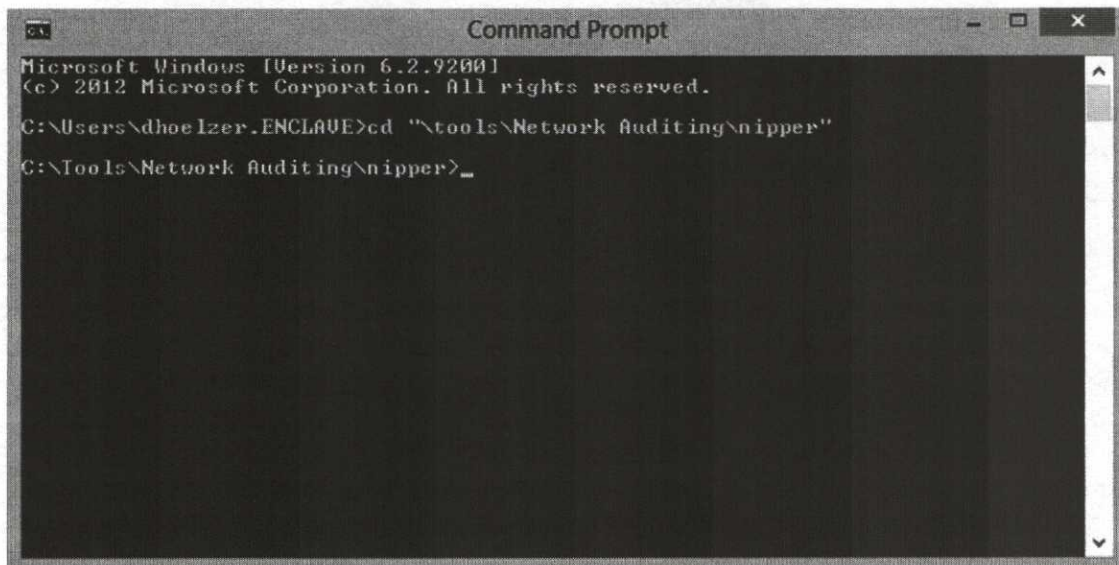 Command Prompt
Microsoft Windows [Version 6.2.9200]
(c) 2012 Microsoft Corporation. All rights reserved.
C:\Users\dhoelzer.ENCLAVE>cd "\tools\Network Auditing\nipper"
C:\Tools\Network Auditing\nipper>_